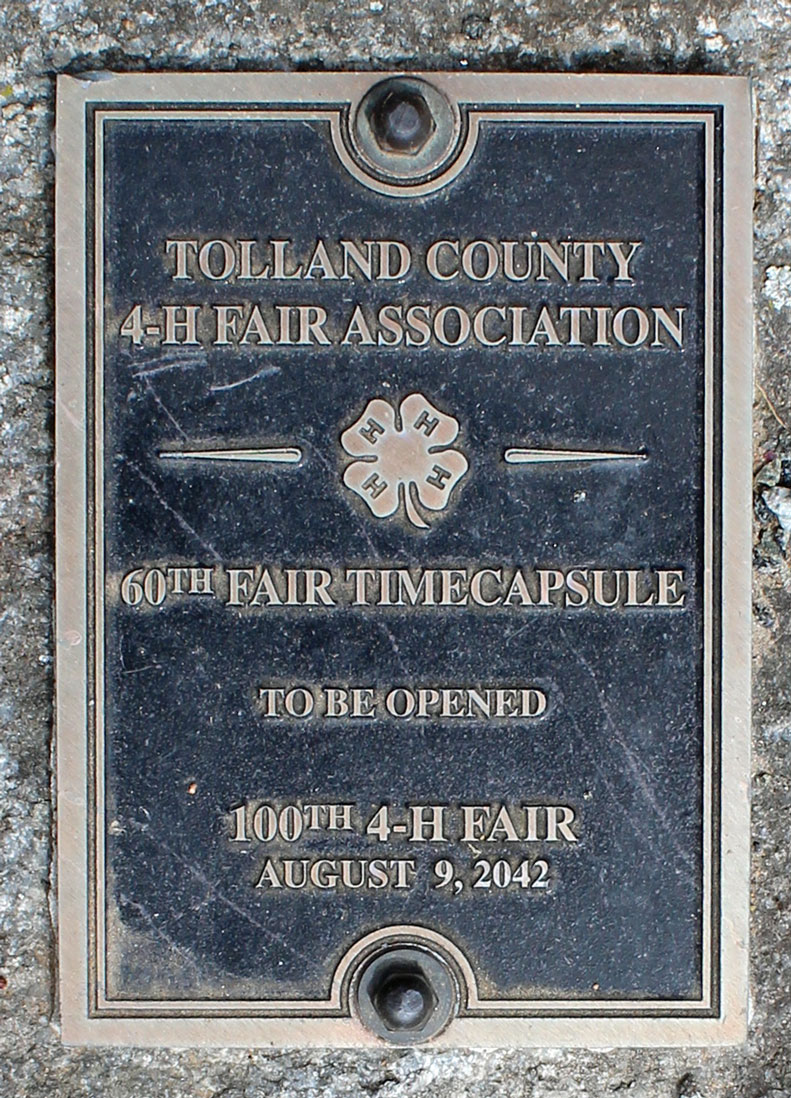 TOLLAND COUNTY
4-H FAIR ASSOCIATION
H H
H H
60TH FAIR TIMECAPSULE
TO BE OPENED
100TH 4-H FAIR
AUGUST 9, 2042